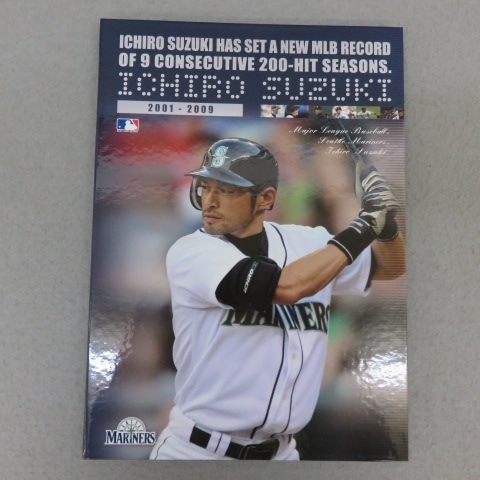 ICHIRO SUZUKI HAS SET A NEW MLB RECORD
OF 9 CONSECUTIVE 200-HIT SEASONS.
ICHIRO SUZUKI
2001 - 2009
Major League Baseball,
Seattle Mariners,
Ichiro Suzuki
S
MARINERS
MARINERS